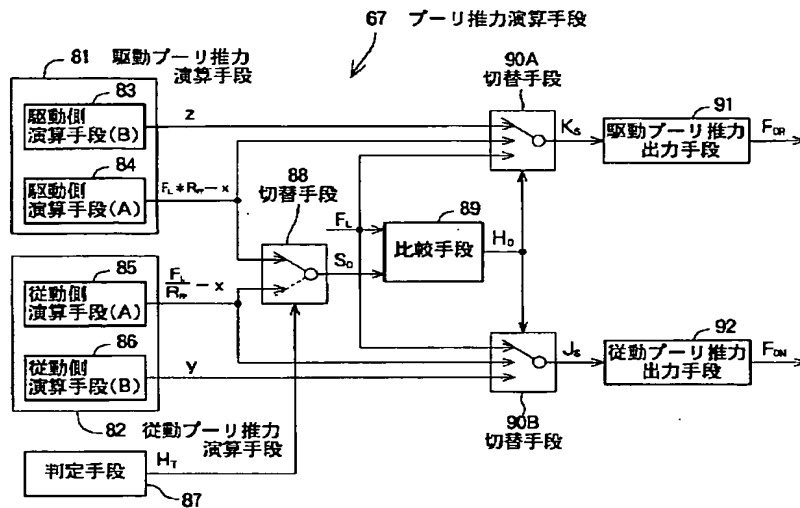 67 プーリ推力演算手段
81 駆動プーリ推力
演算手段
83
駆動側
演算手段(B)
z
84
駆動側
演算手段(A)
F_L*R_FP−x
88
切替手段
F_L
S_D
89
比較手段
H_D
90A
切替手段
K_S
91
駆動プーリ推力
出力手段
F_DR
85
従動側
演算手段(A)
F_L/R_FP−x
86
従動側
演算手段(B)
y
82 従動プーリ推力
演算手段
判定手段
H_T
87
90B
切替手段
J_S
92
従動プーリ推力
出力手段
F_DN